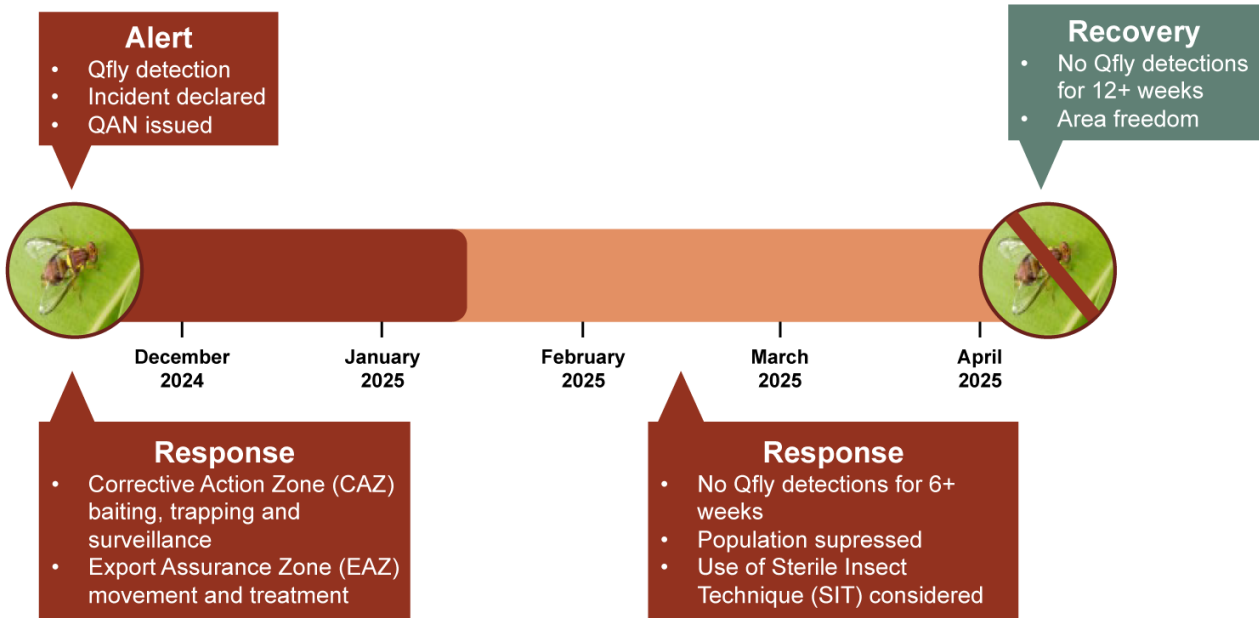 Alert
• Qfly detection
• Incident declared
• QAN issued
Recovery
• No Qfly detections
for 12+ weeks
• Area freedom
December
2024
January
2025
February
2025
March
2025
April
2025
Response
• Corrective Action Zone (CAZ)
baiting, trapping and
surveillance
• Export Assurance Zone (EAZ)
movement and treatment
Response
• No Qfly detections for 6+
weeks
• Population supressed
• Use of Sterile Insect
Technique (SIT) considered